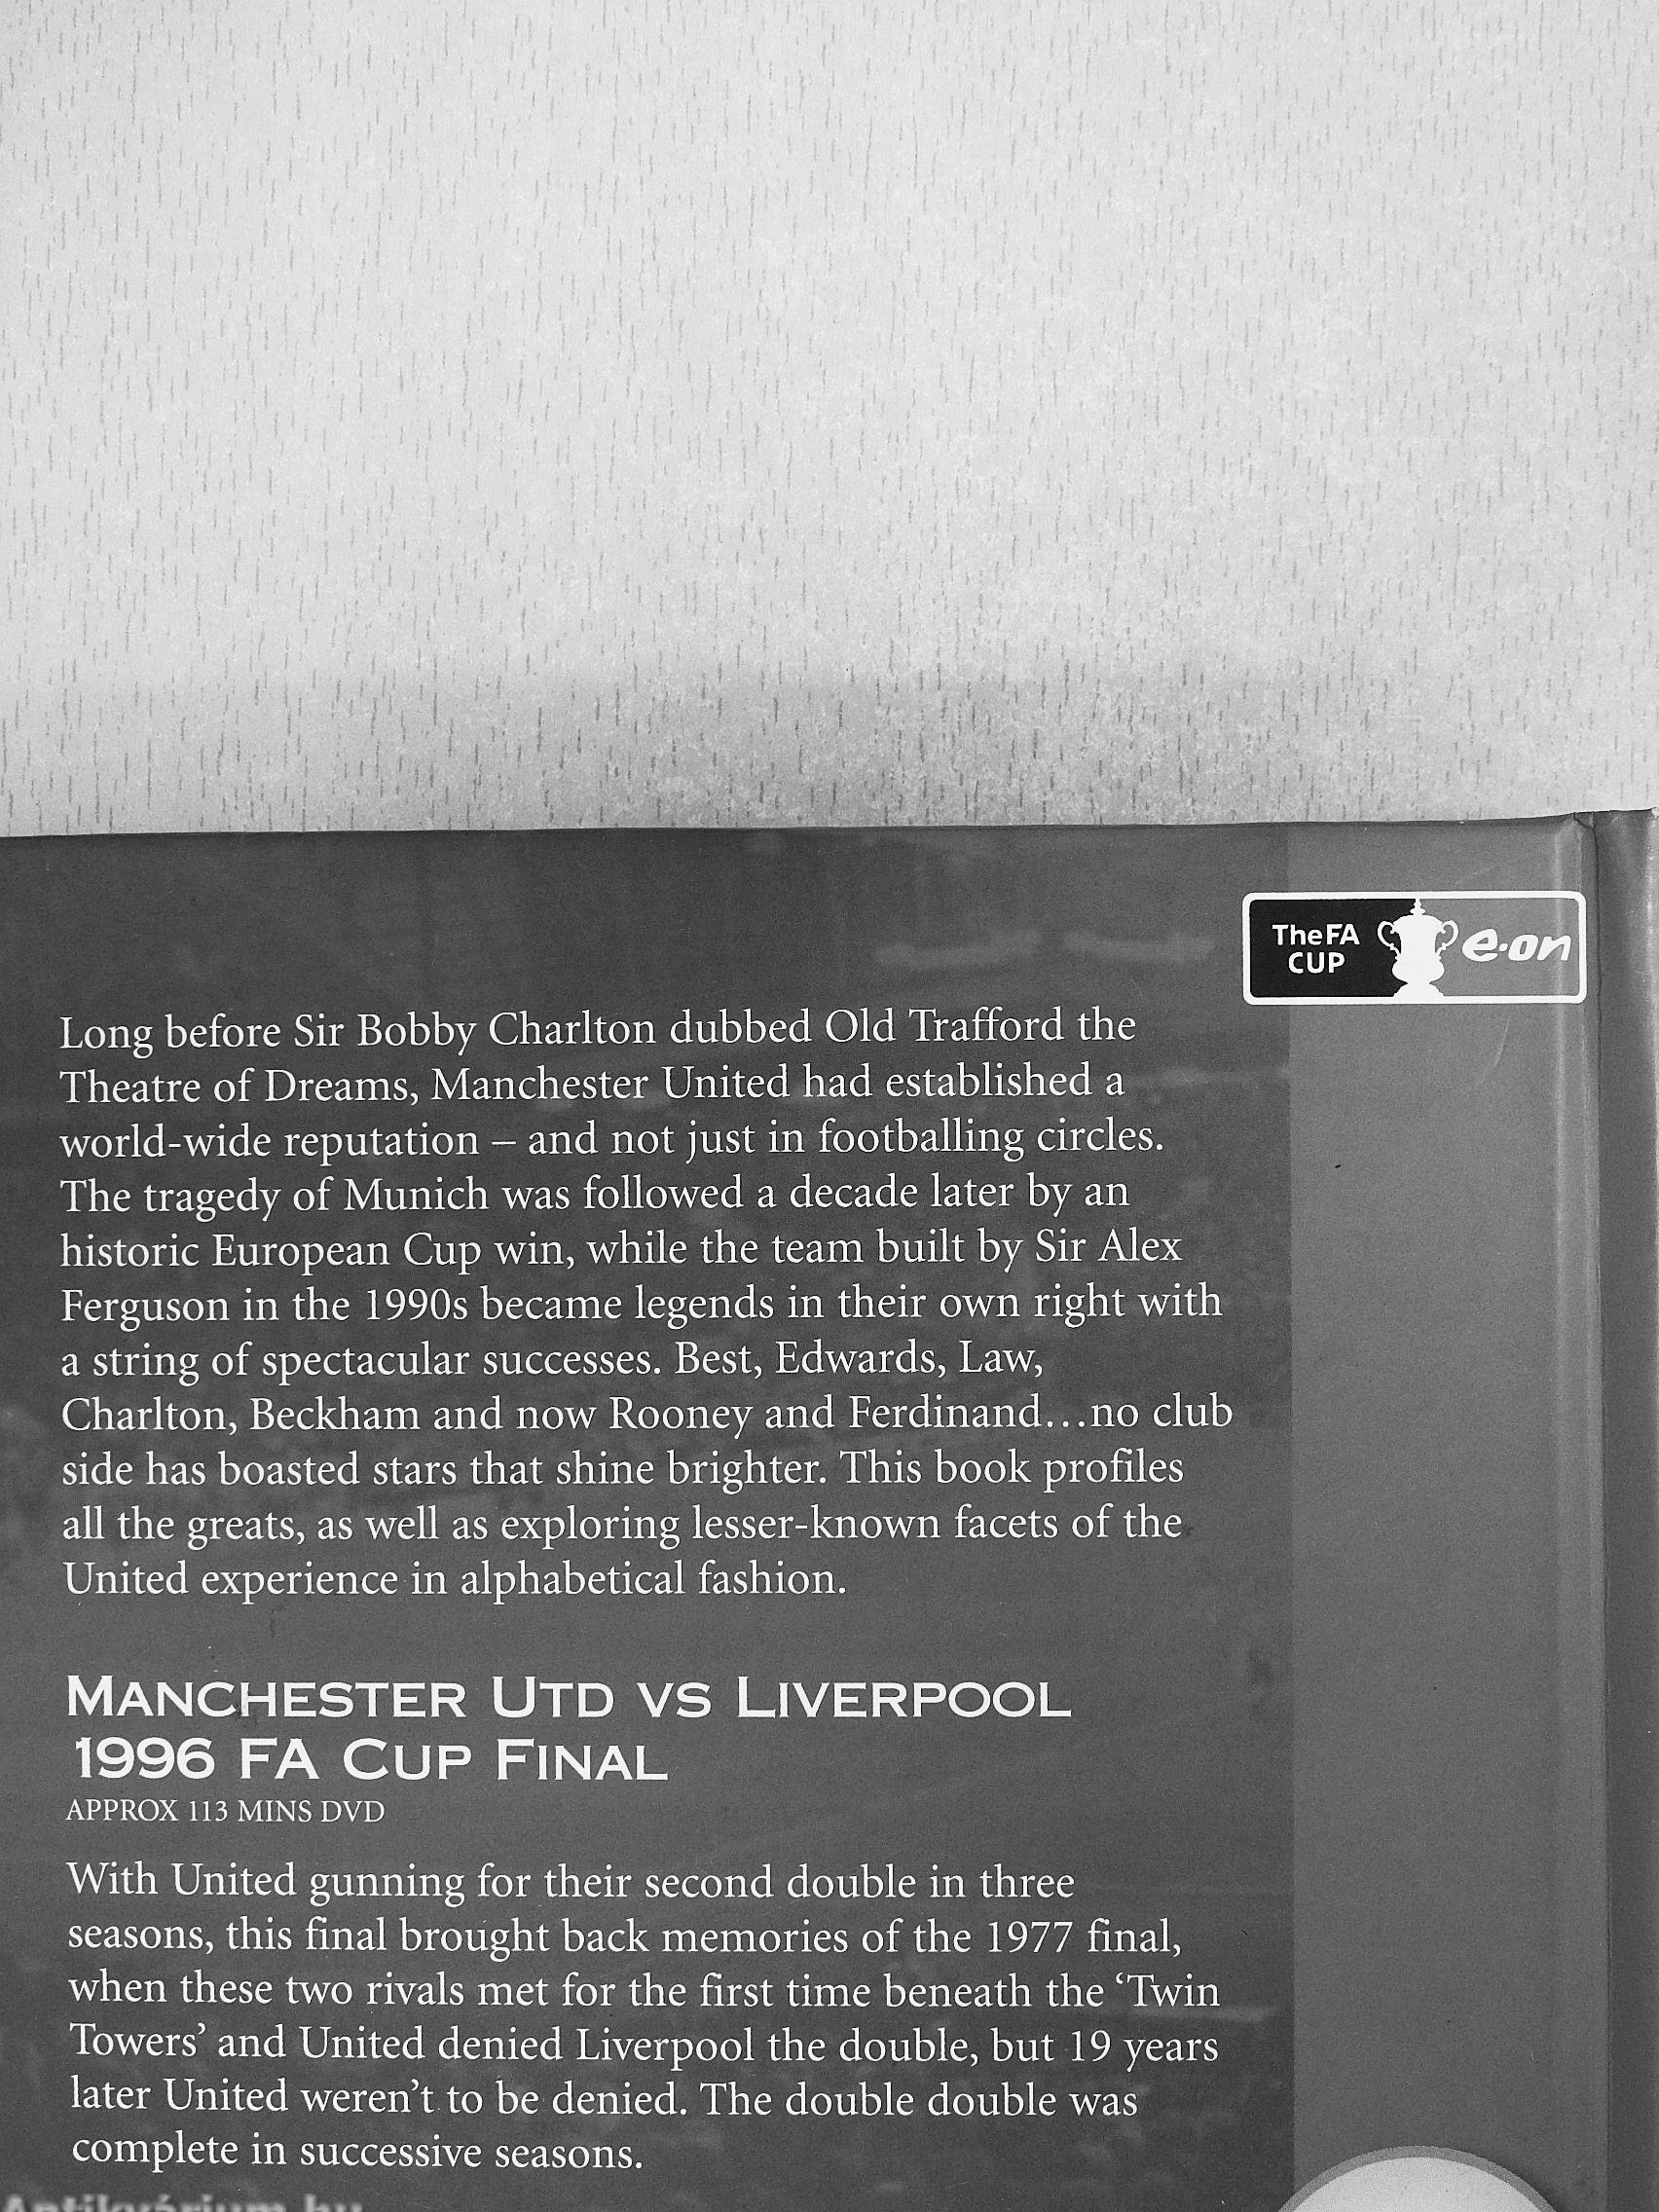 The FA
CUP
e·on
Long before Sir Bobby Charlton dubbed Old Trafford the
Theatre of Dreams, Manchester United had established a
world-wide reputation – and not just in footballing circles.
The tragedy of Munich was followed a decade later by an
historic European Cup win, while the team built by Sir Alex
Ferguson in the 1990s became legends in their own right with
a string of spectacular successes. Best, Edwards, Law,
Charlton, Beckham and now Rooney and Ferdinand…no club
side has boasted stars that shine brighter. This book profiles
all the greats, as well as exploring lesser-known facets of the
United experience in alphabetical fashion.
MANCHESTER UTD VS LIVERPOOL
1996 FA CUP FINAL
APPROX 113 MINS DVD
With United gunning for their second double in three
seasons, this final brought back memories of the 1977 final,
when these two rivals met for the first time beneath the ‘Twin
Towers’ and United denied Liverpool the double, but 19 years
later United weren’t to be denied. The double double was
complete in successive seasons.
Antikvárium.hu